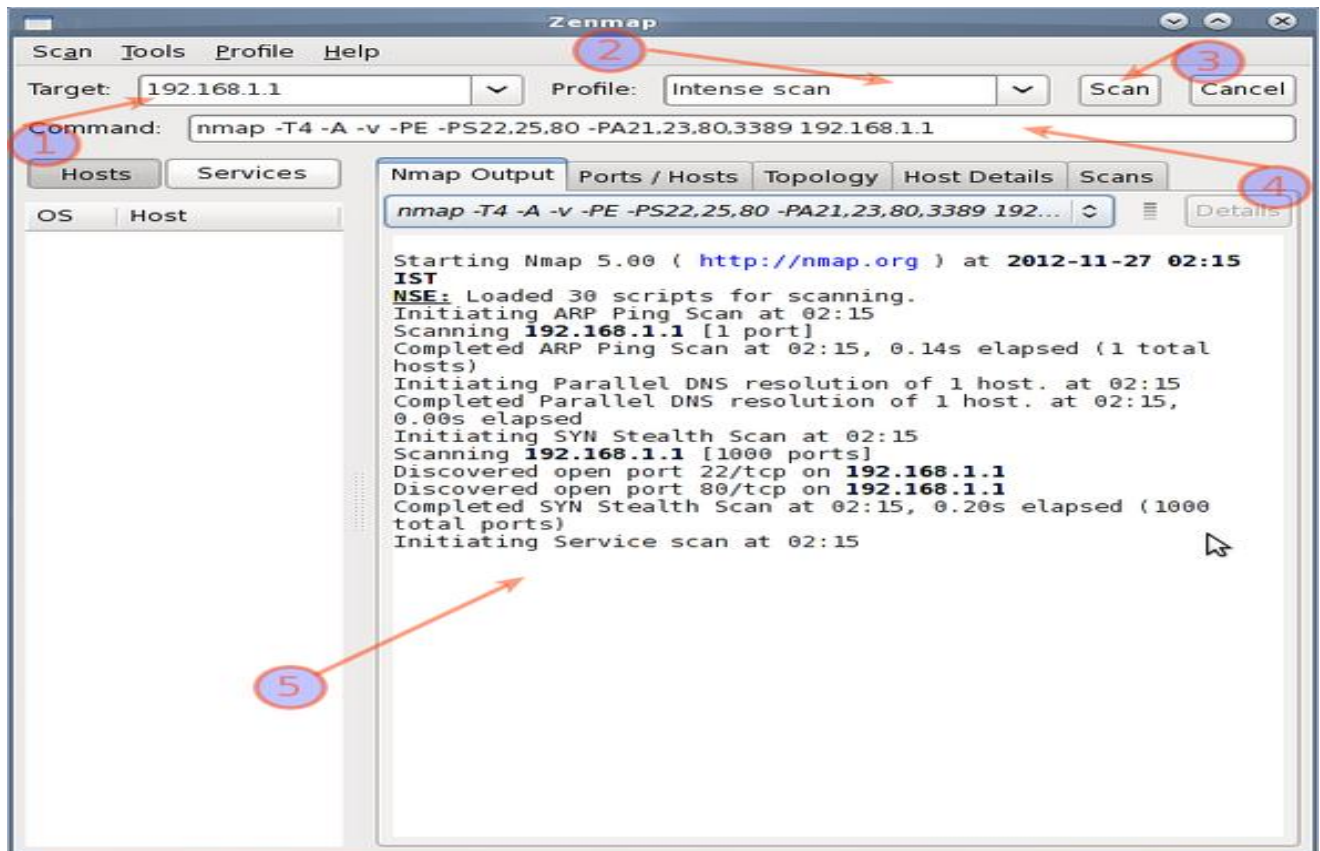 Zenmap
Scan Tools Profile Help
2
3
Target: 192.168.1.1 Profile: Intense scan Scan Cancel
1
Command: nmap -T4 -A -v -PE -PS22,25,80 -PA21,23,80,3389 192.168.1.1
4
Hosts Services Nmap Output Ports / Hosts Topology Host Details Scans
OS Host nmap -T4 -A -v -PE -PS22,25,80 -PA21,23,80,3389 192... Details
Starting Nmap 5.00 ( http://nmap.org ) at 2012-11-27 02:15
IST
NSE: Loaded 30 scripts for scanning.
Initiating ARP Ping Scan at 02:15
Scanning 192.168.1.1 [1 port]
Completed ARP Ping Scan at 02:15, 0.14s elapsed (1 total
hosts)
Initiating Parallel DNS resolution of 1 host. at 02:15
Completed Parallel DNS resolution of 1 host. at 02:15,
0.00s elapsed
Initiating SYN Stealth Scan at 02:15
Scanning 192.168.1.1 [1000 ports]
Discovered open port 22/tcp on 192.168.1.1
Discovered open port 80/tcp on 192.168.1.1
Completed SYN Stealth Scan at 02:15, 0.20s elapsed (1000
total ports)
Initiating Service scan at 02:15
5